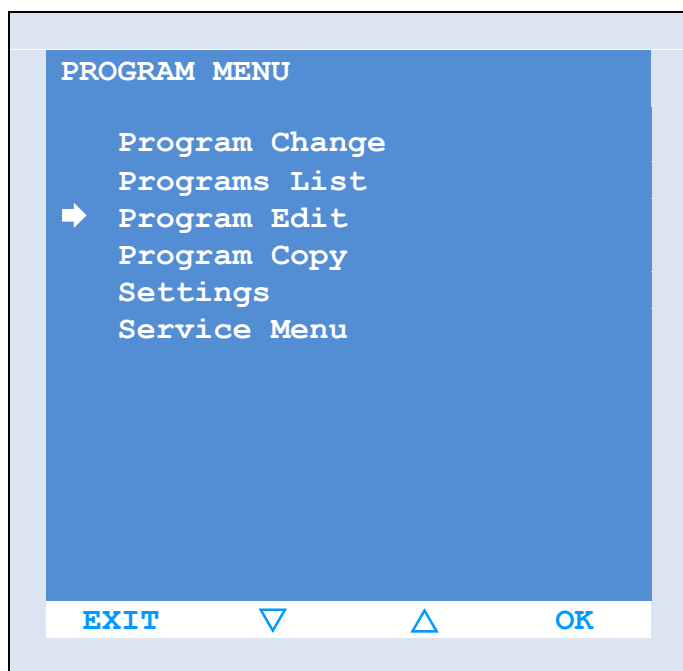 PROGRAM MENU
Program Change
Programs List
Program Edit
Program Copy
Settings
Service Menu
EXIT OK